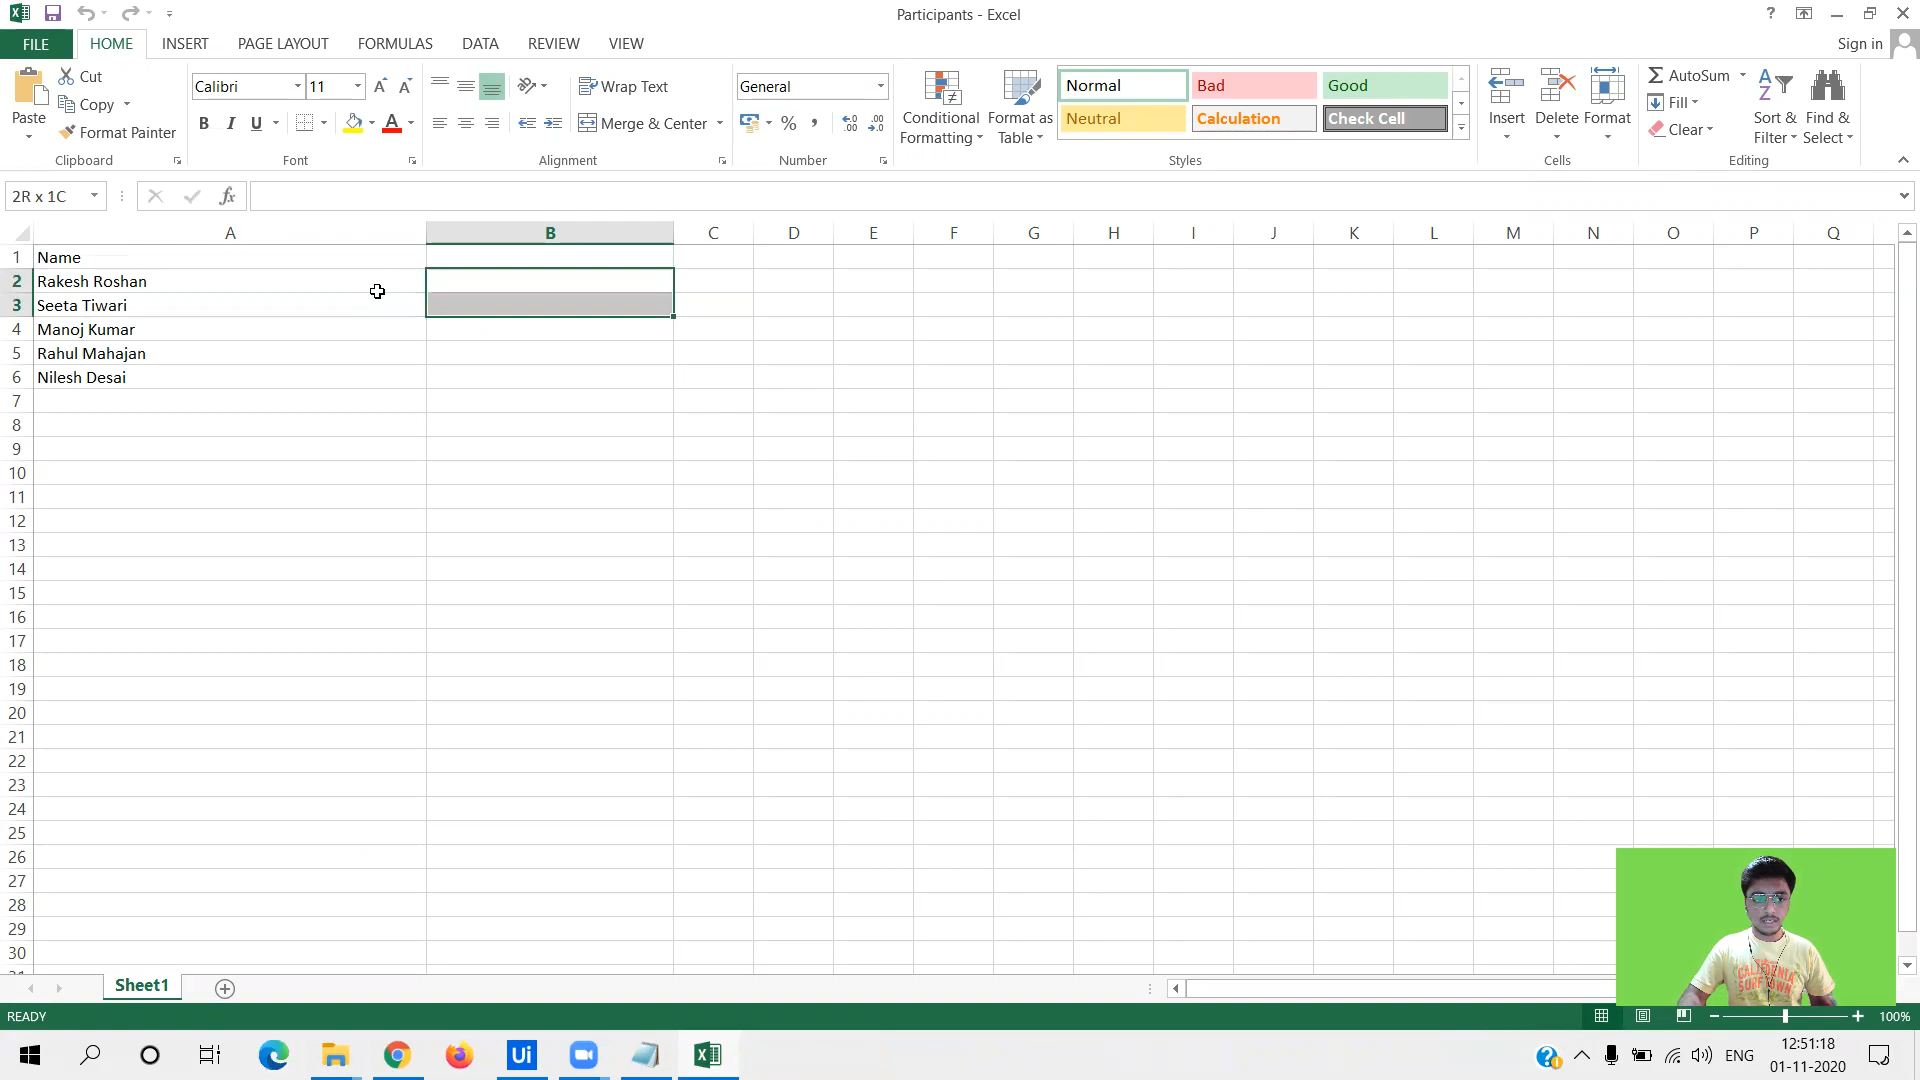 Participants - Excel
?
FILE HOME INSERT PAGE LAYOUT FORMULAS DATA REVIEW VIEW
Sign in
Paste
Cut
Copy
Format Painter
Clipboard
Calibri 11
B I U
Font
Wrap Text
Merge & Center
Alignment
General
%
Number
Conditional Formatting
Format as Table
Normal Bad Good
Neutral Calculation Check Cell
Styles
Insert Delete Format
Cells
AutoSum
Fill
Clear
Sort & Filter
Find & Select
Editing
2R x 1C
fx
A B C D E F G H I J K L M N O P Q
1 Name
2 Rakesh Roshan
3 Seeta Tiwari
4 Manoj Kumar
5 Rahul Mahajan
6 Nilesh Desai
7
8
9
10
11
12
13
14
15
16
17
18
19
20
21
22
23
24
25
26
27
28
29
30
CALIFORNIA
SURFTOWN
Sheet1
READY
100%
Ui
ENG
12:51:18
01-11-2020